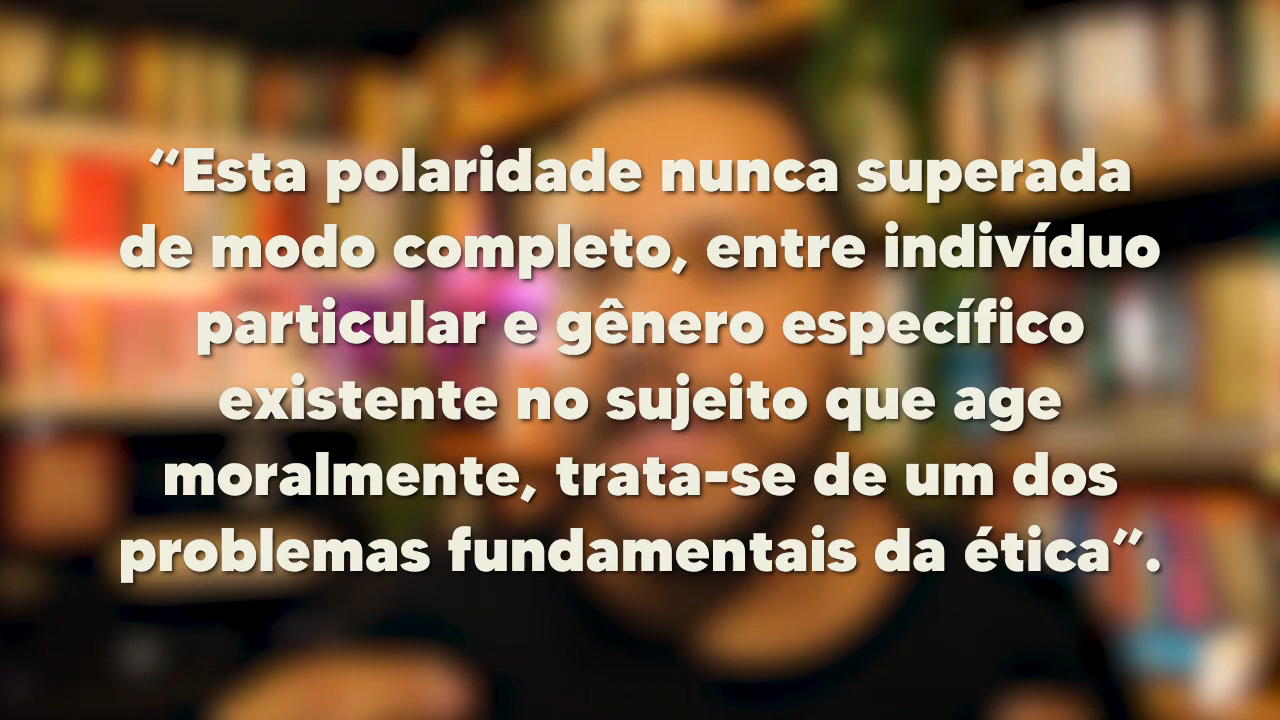 “Esta polaridade nunca superada
de modo completo, entre indivíduo
particular e gênero específico
existente no sujeito que age
moralmente, trata-se de um dos
problemas fundamentais da ética”.